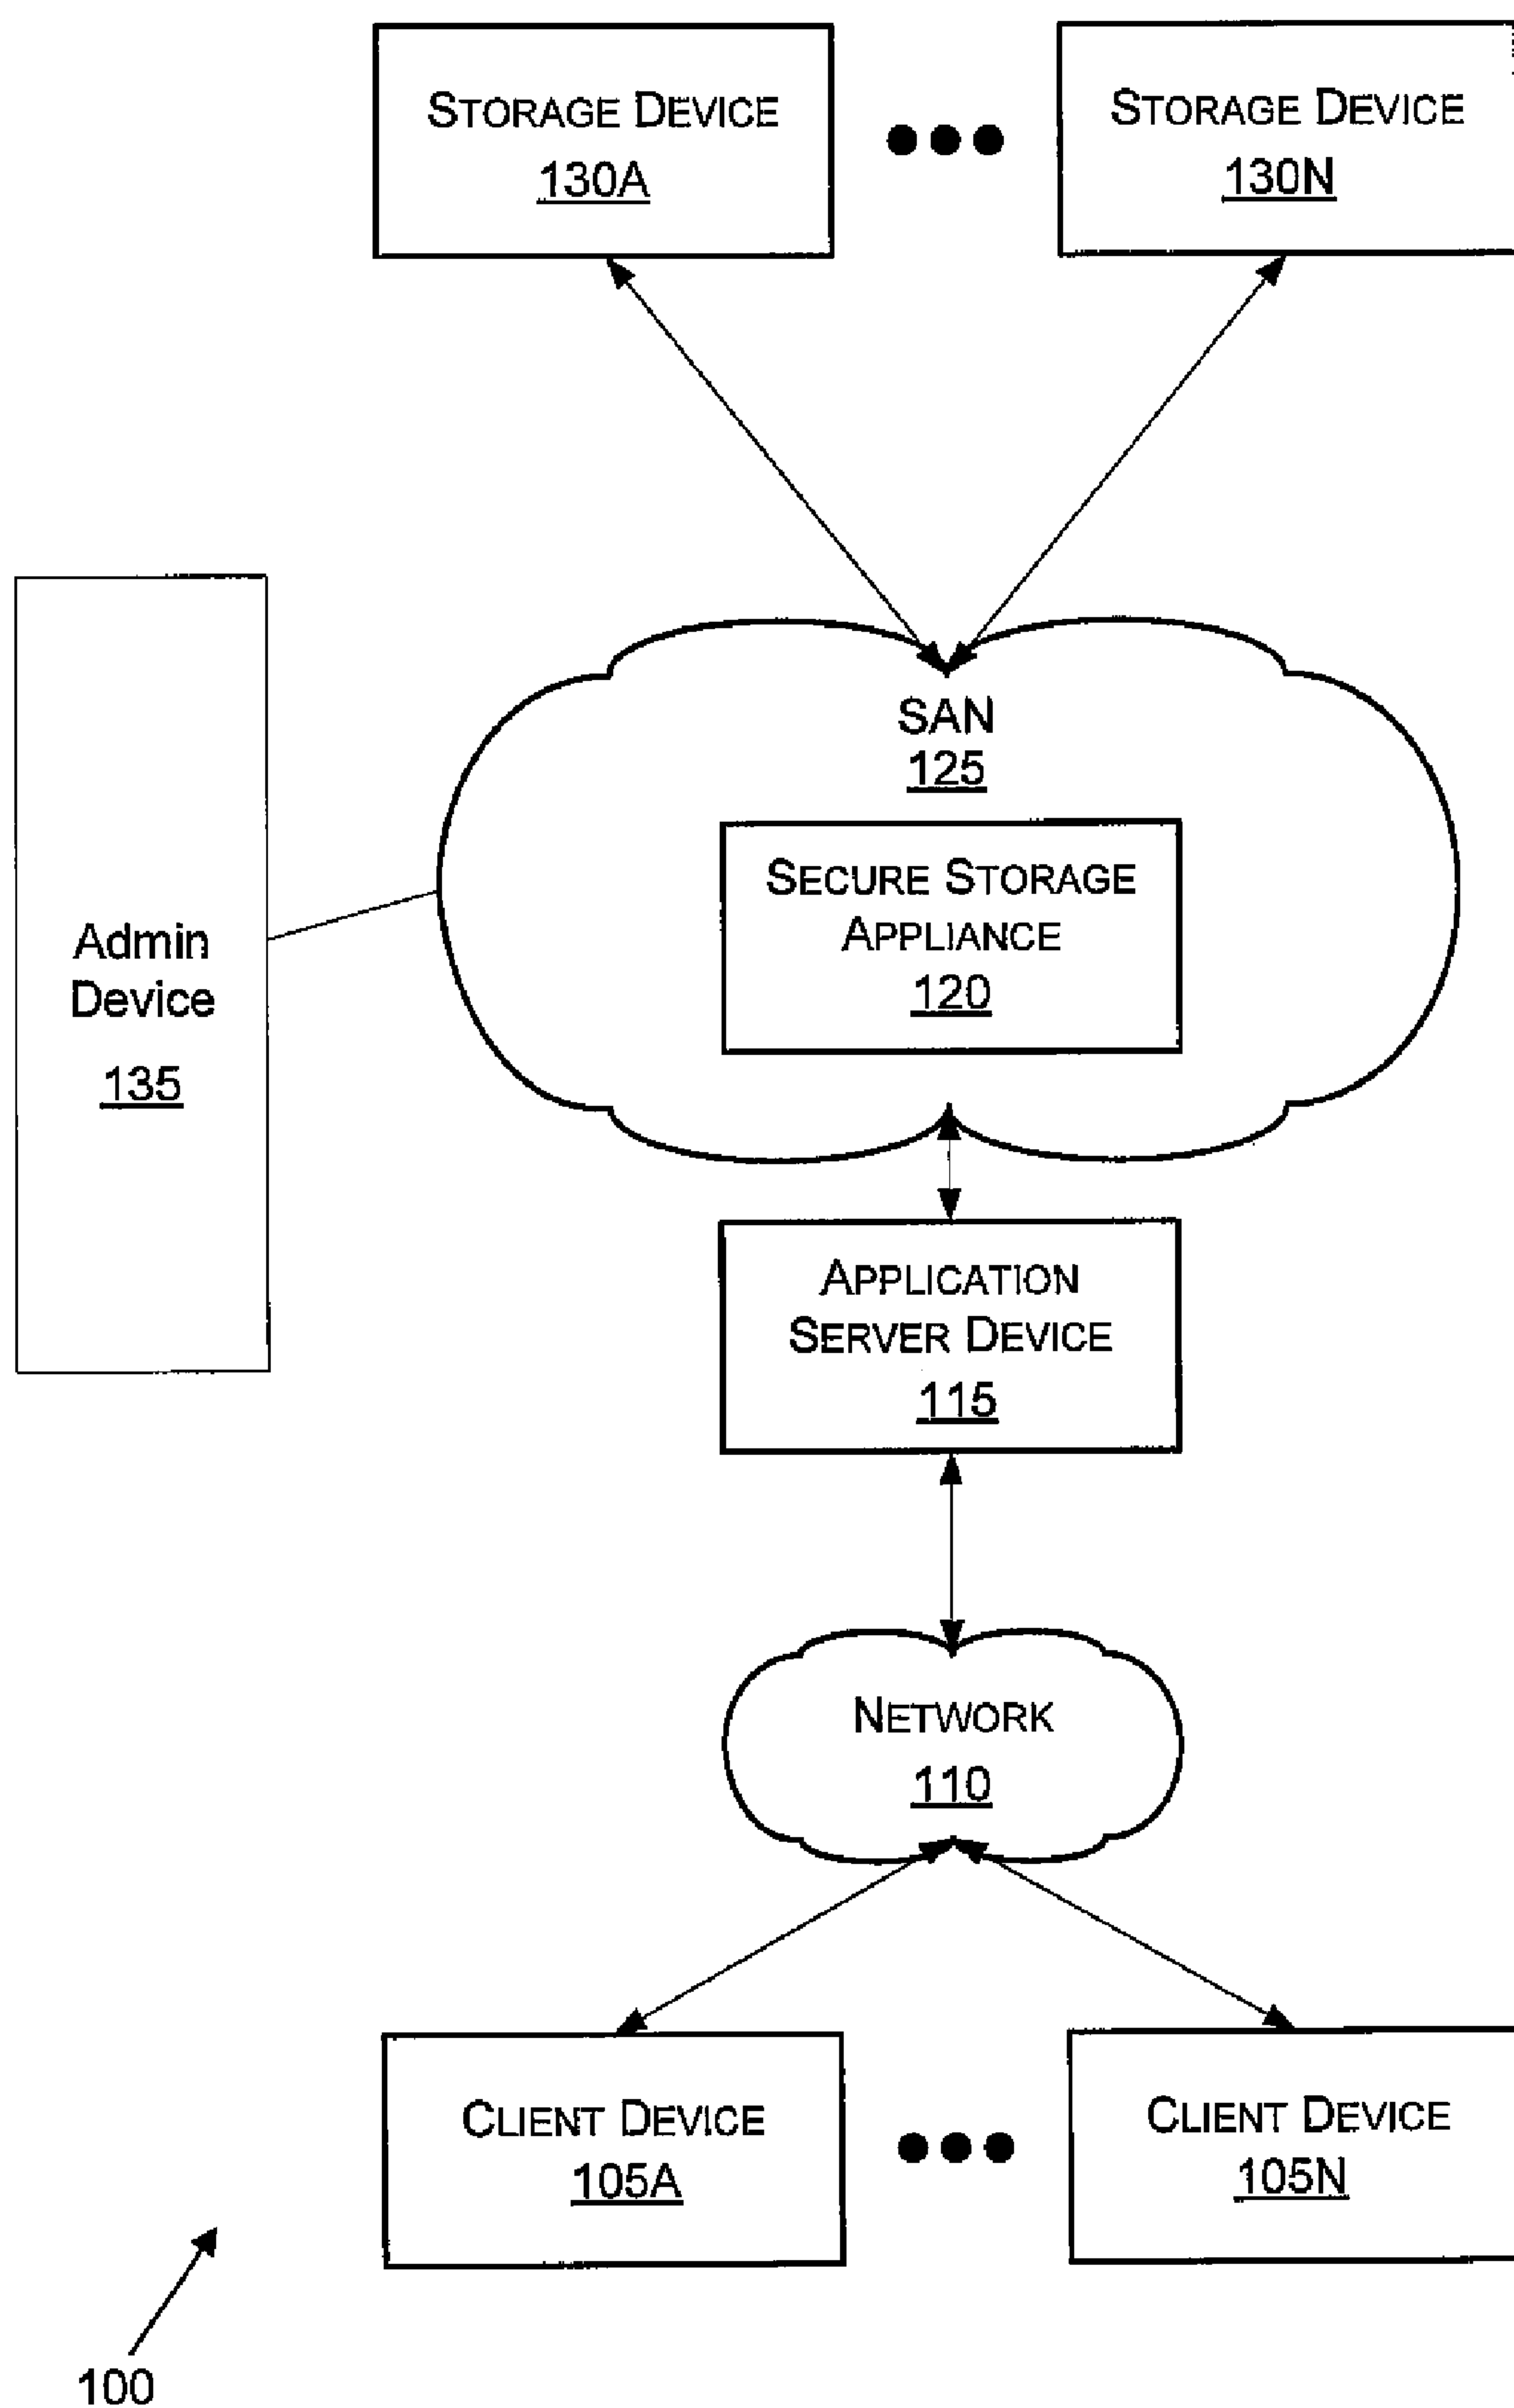 STORAGE DEVICE
130A
STORAGE DEVICE
130N
SAN
125
SECURE STORAGE
APPLIANCE
120
Admin
Device
135
APPLICATION
SERVER DEVICE
115
NETWORK
110
CLIENT DEVICE
105A
CLIENT DEVICE
105N
100